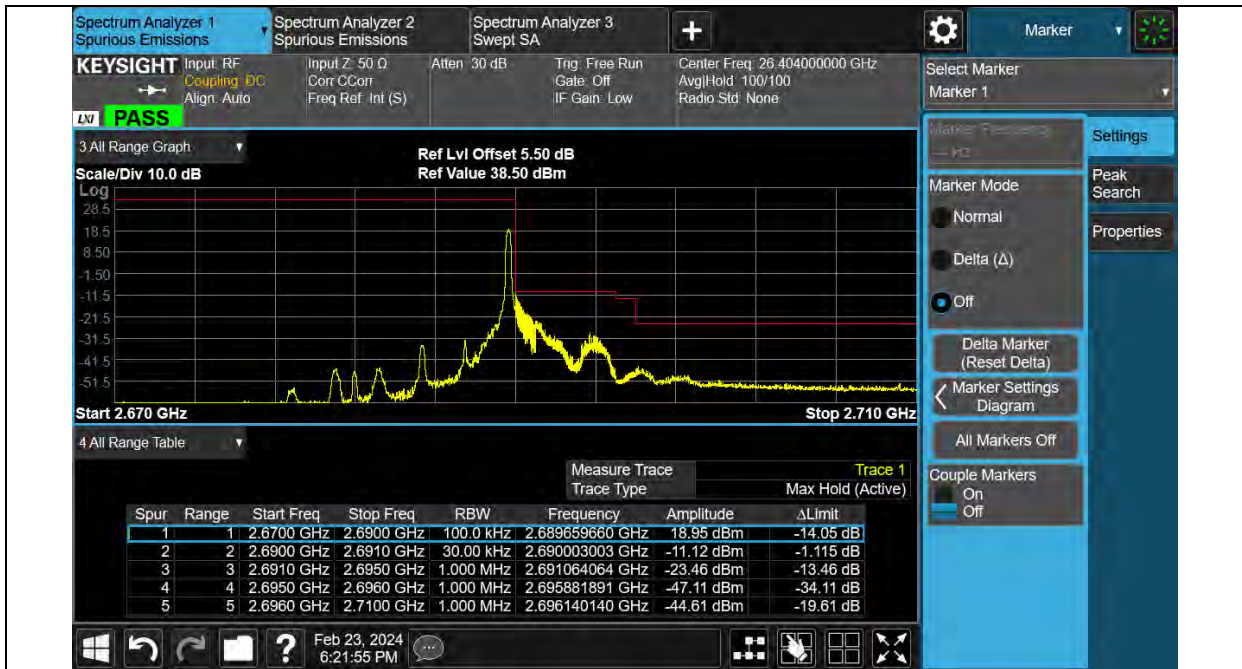 Spectrum Analyzer 1
Spurious Emissions
Spectrum Analyzer 2
Spurious Emissions
Spectrum Analyzer 3
Swept SA
+
Marker
KEYSIGHT
Input: RF
Coupling: DC
Align: Auto
Input Z: 50 Ω
Corr CCorr
Freq Ref: Int (S)
Atten: 30 dB
Trig: Free Run
Gate: Off
IF Gain: Low
Center Freq: 26.404000000 GHz
Avg|Hold: 100/100
Radio Std: None
LXI PASS
Select Marker
Marker 1
Marker Frequency
--- Hz
Settings
Peak Search
Properties
Marker Mode
Normal
Delta (Δ)
Off
Delta Marker
(Reset Delta)
Marker Settings
Diagram
All Markers Off
Couple Markers
On
Off
3 All Range Graph
Ref Lvl Offset 5.50 dB
Scale/Div 10.0 dB
Ref Value 38.50 dBm
Log
28.5
18.5
8.50
-1.50
-11.5
-21.5
-31.5
-41.5
-51.5
Start 2.670 GHz
Stop 2.710 GHz
4 All Range Table
Measure Trace Trace 1
Trace Type Max Hold (Active)
Spur Range Start Freq Stop Freq RBW Frequency Amplitude ΔLimit
1 1 2.6700 GHz 2.6900 GHz 100.0 kHz 2.689659660 GHz 18.95 dBm -14.05 dB
2 2 2.6900 GHz 2.6910 GHz 30.00 kHz 2.690003003 GHz -11.12 dBm -1.115 dB
3 3 2.6910 GHz 2.6950 GHz 1.000 MHz 2.691064064 GHz -23.46 dBm -13.46 dB
4 4 2.6950 GHz 2.6960 GHz 1.000 MHz 2.695881891 GHz -47.11 dBm -34.11 dB
5 5 2.6960 GHz 2.7100 GHz 1.000 MHz 2.696140140 GHz -44.61 dBm -19.61 dB
?
Feb 23, 2024
6:21:55 PM